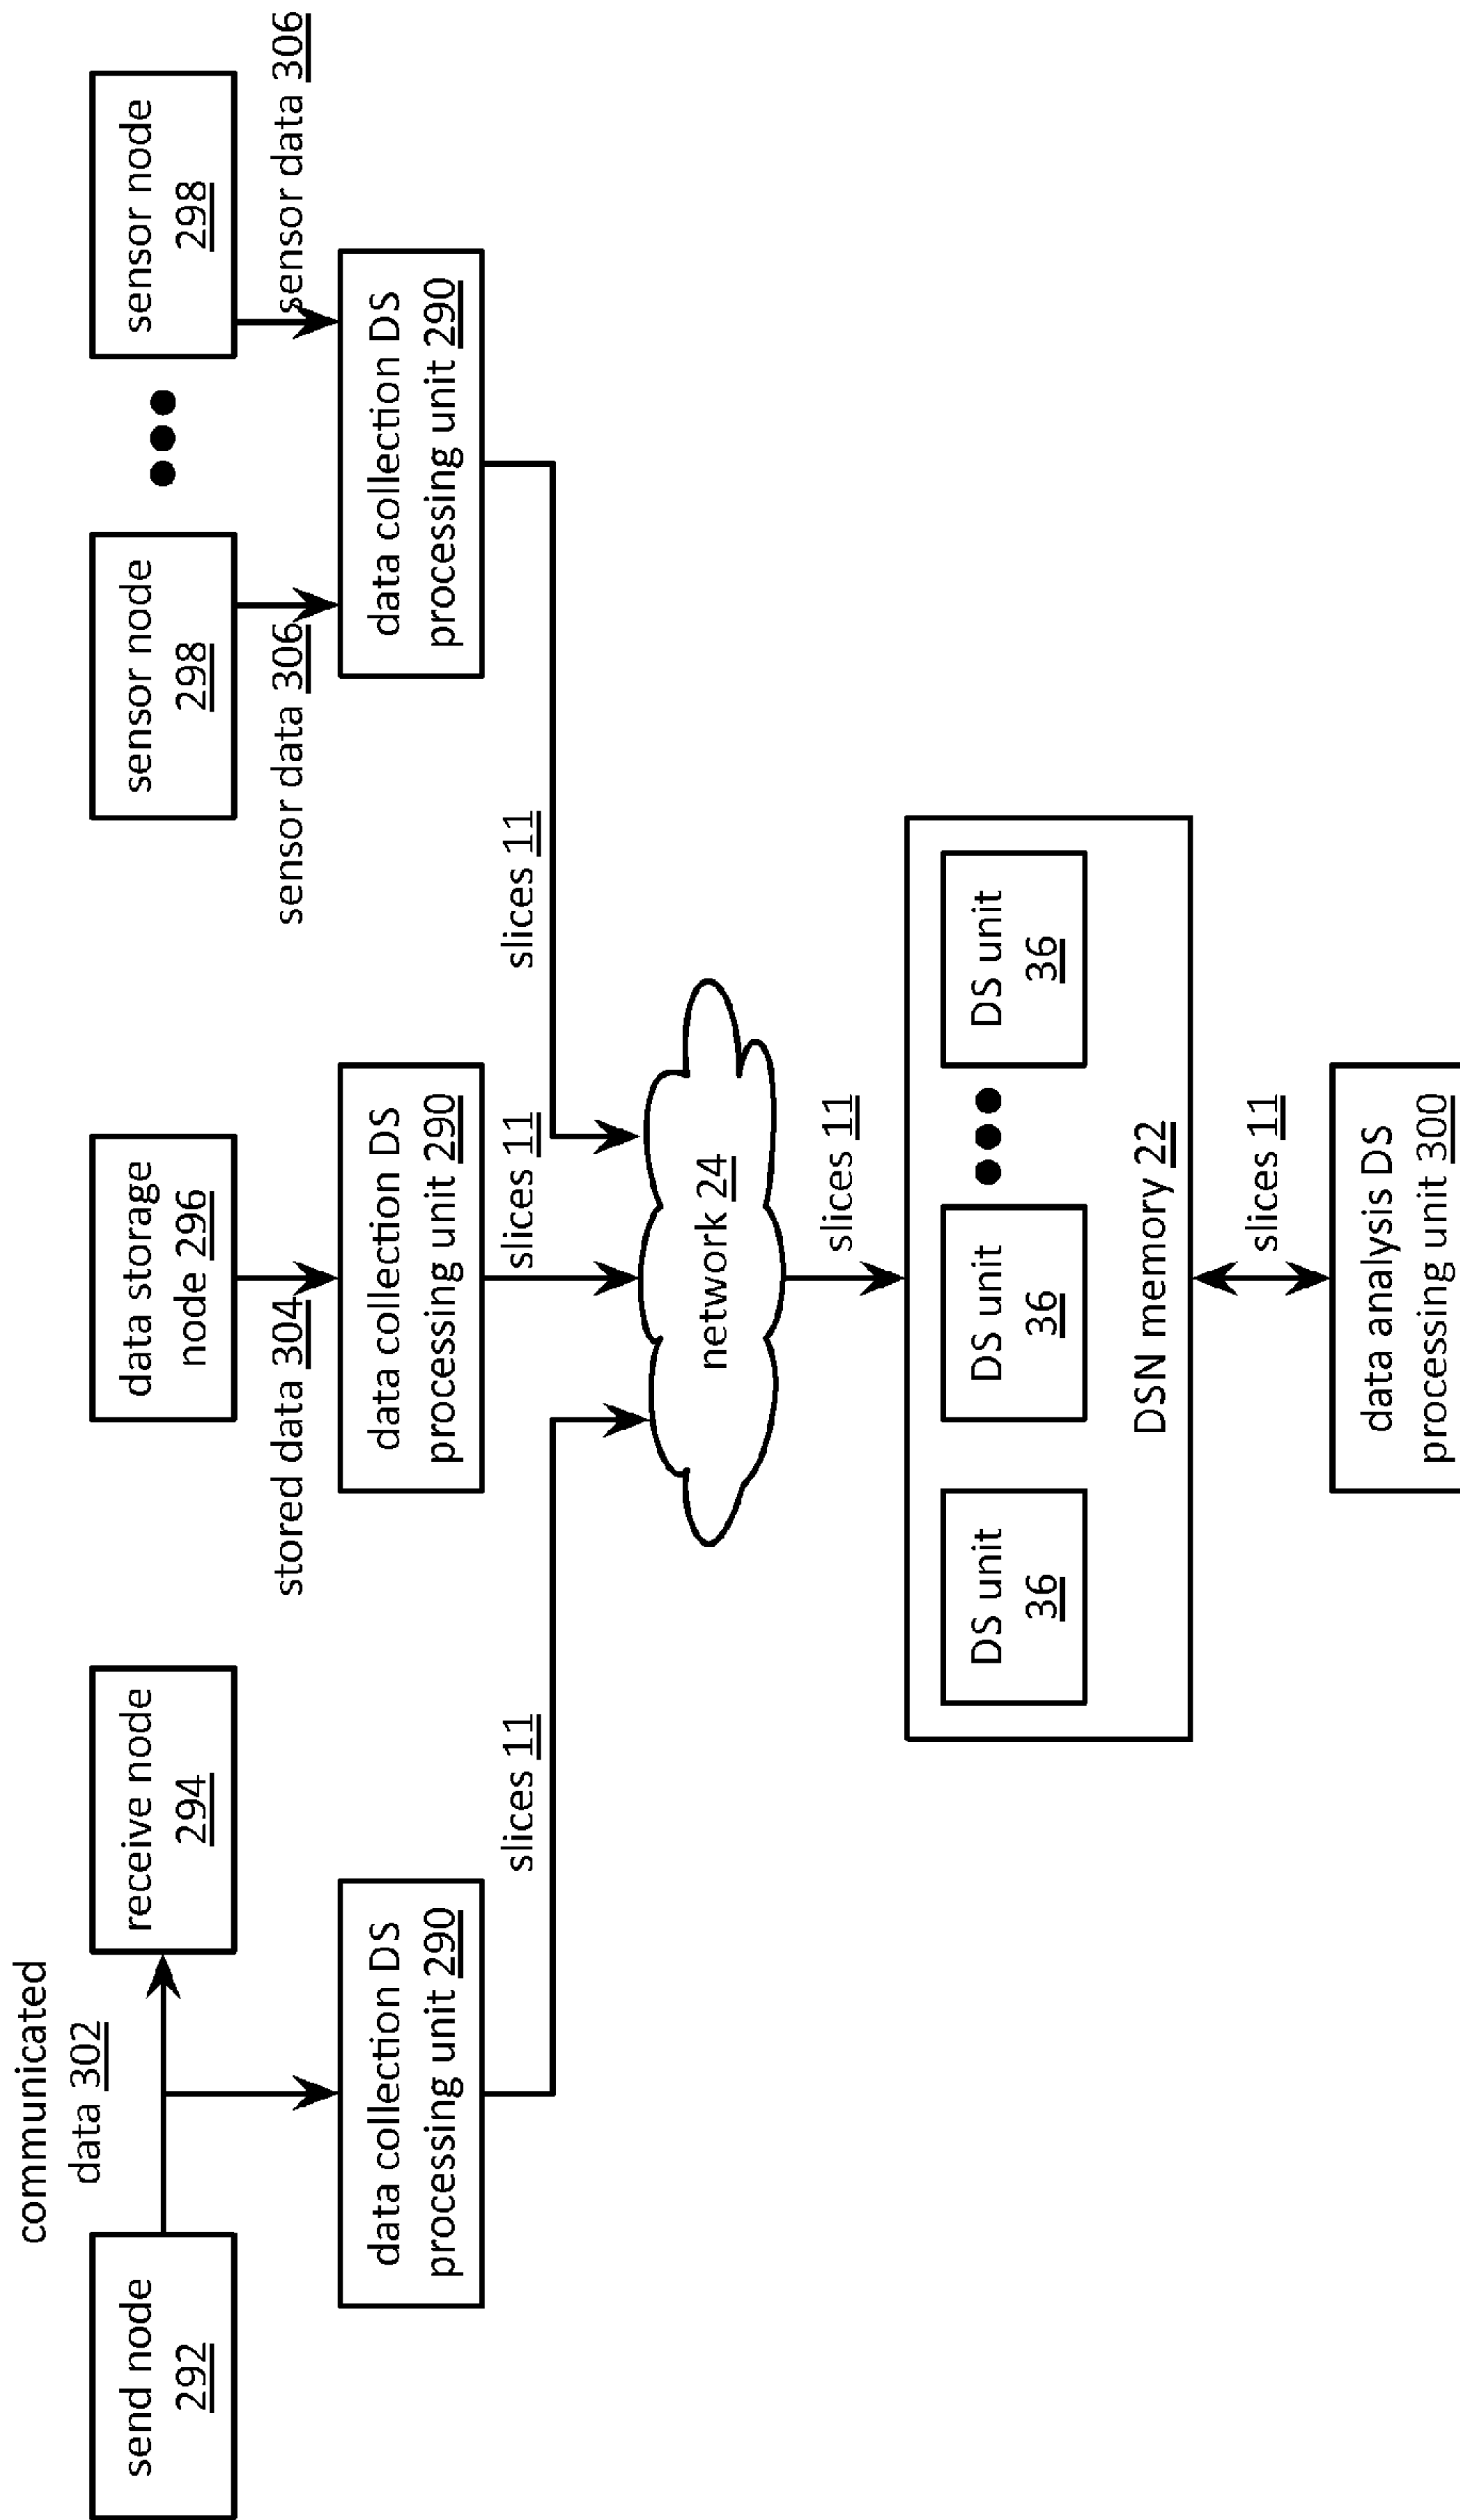 communicated
data 302
send node
292
receive node
294
data storage
node 296
sensor node
298
sensor node
298
stored data 304
sensor data 306
sensor data 306
data collection DS
processing unit 290
data collection DS
processing unit 290
data collection DS
processing unit 290
slices 11
slices 11
slices 11
network 24
slices 11
DS unit
36
DS unit
36
DS unit
36
DSN memory 22
slices 11
data analysis DS
processing unit 300